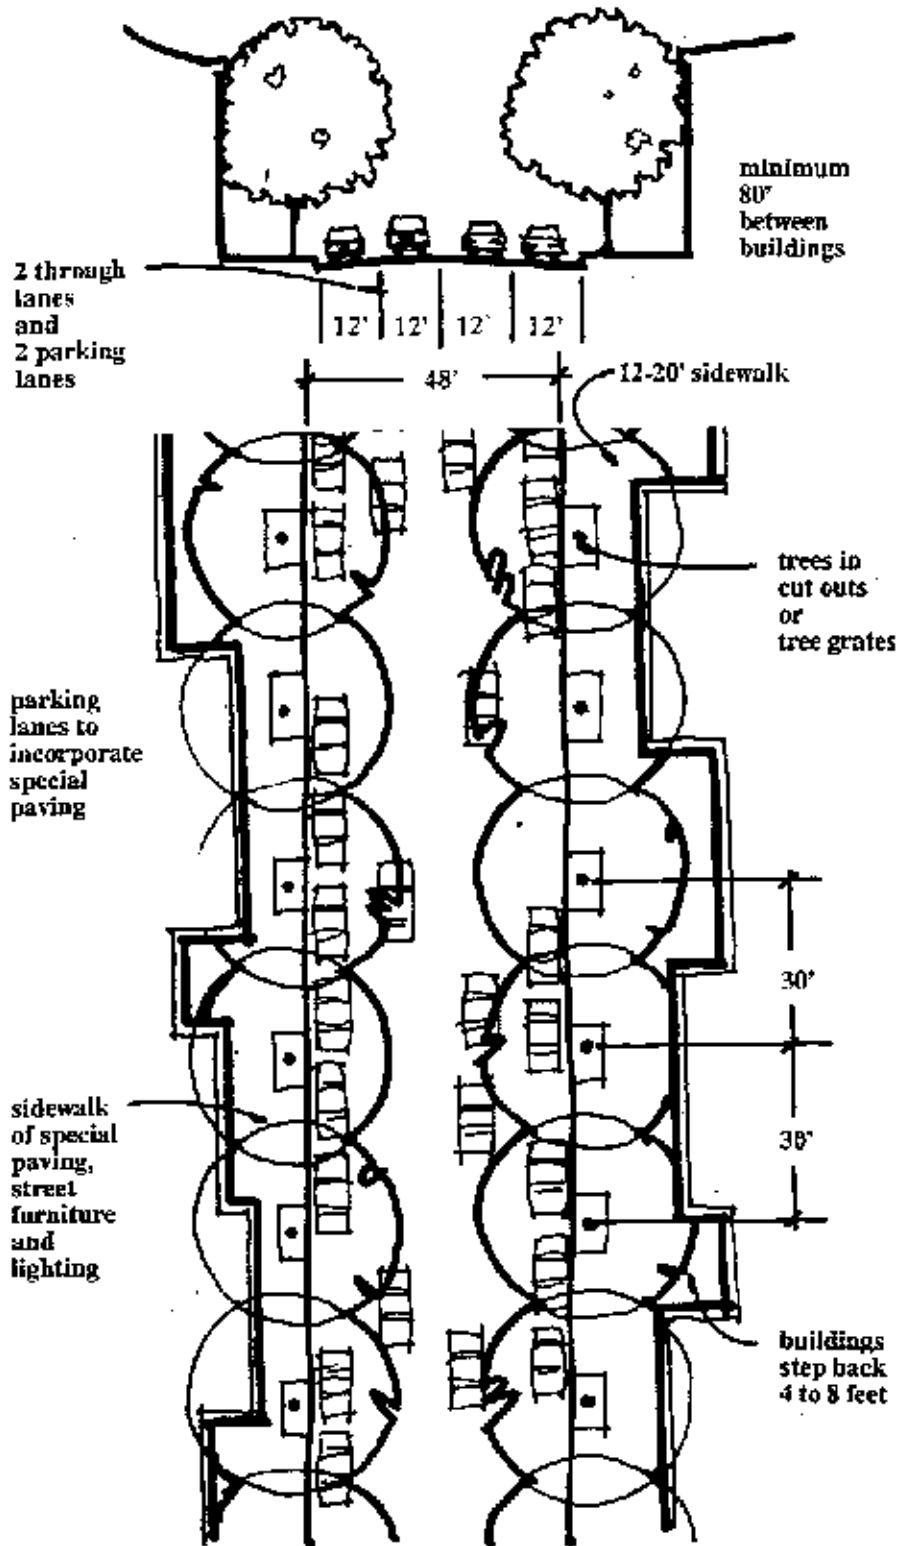 minimum
80'
between
buildings
2 through
lanes
and
2 parking
lanes
12' 12' 12' 12'
48'
12-20' sidewalk
trees in
cut outs
or
tree grates
parking
lanes to
incorporate
special
paving
30'
30'
sidewalk
of special
paving,
street
furniture
and
lighting
buildings
step back
4 to 8 feet